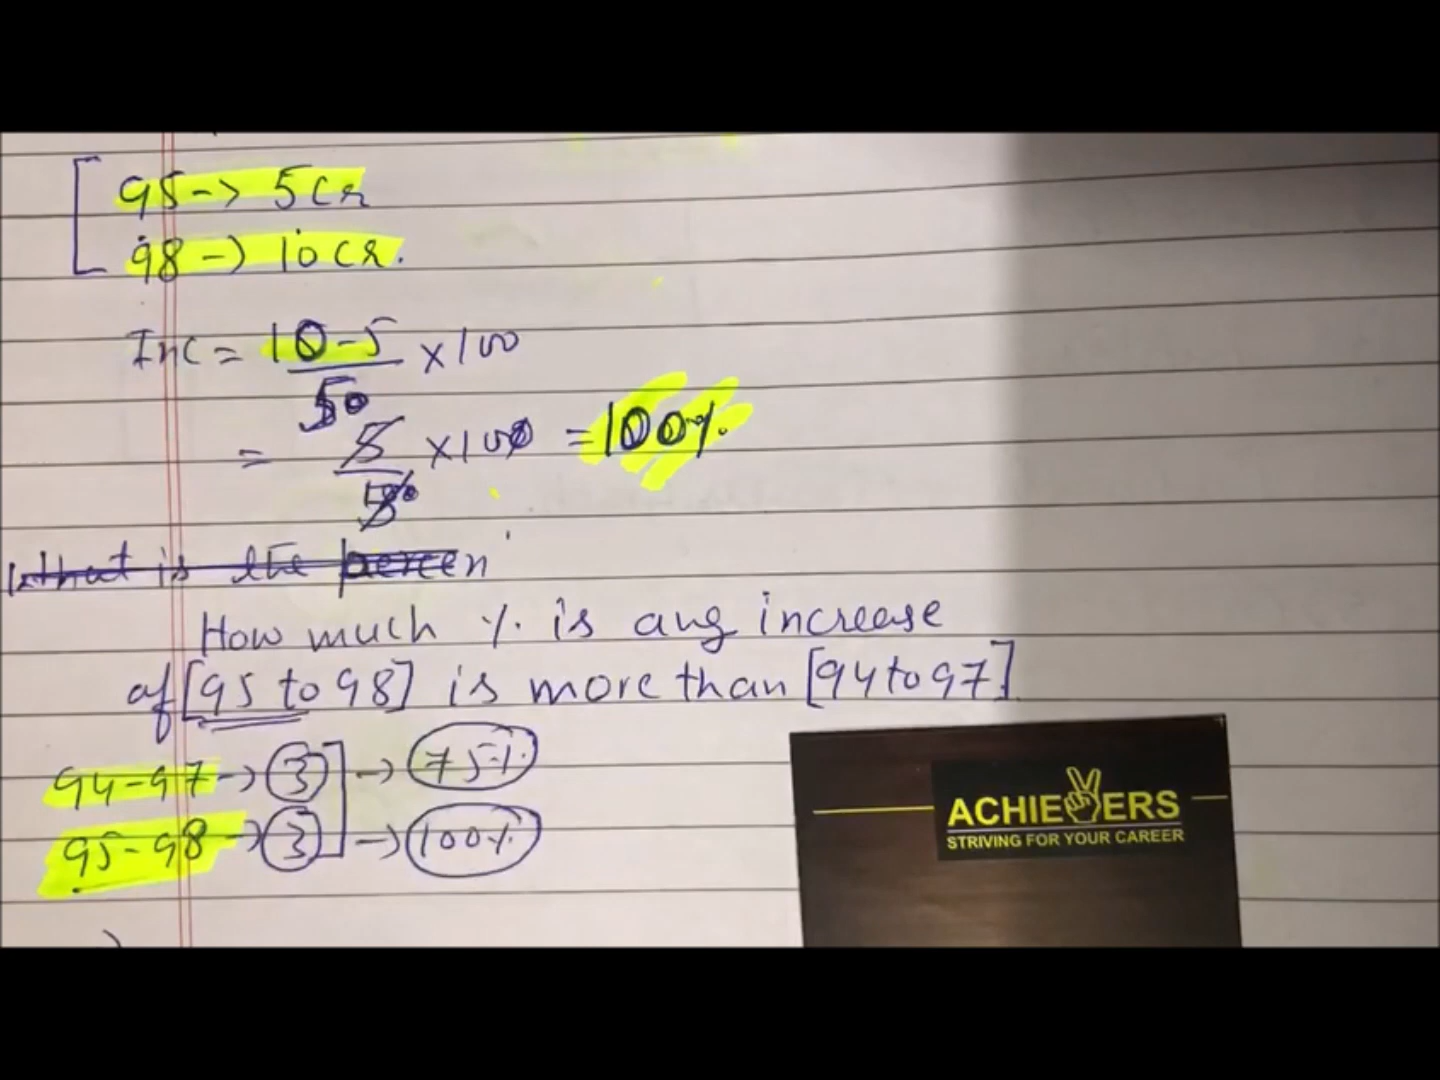 95 -> 5 Cr
98 -> 10 Cr.
Inc = 10-5 / 50 × 100
= 5 / × 100 = 100%
What is the percen
How much % is avg increase
of [95 to 98] is more than [94 to 97]
94-97 -> 3 -> 75%
95-98 -> 3 -> 100%
ACHIEVERS
STRIVING FOR YOUR CAREER